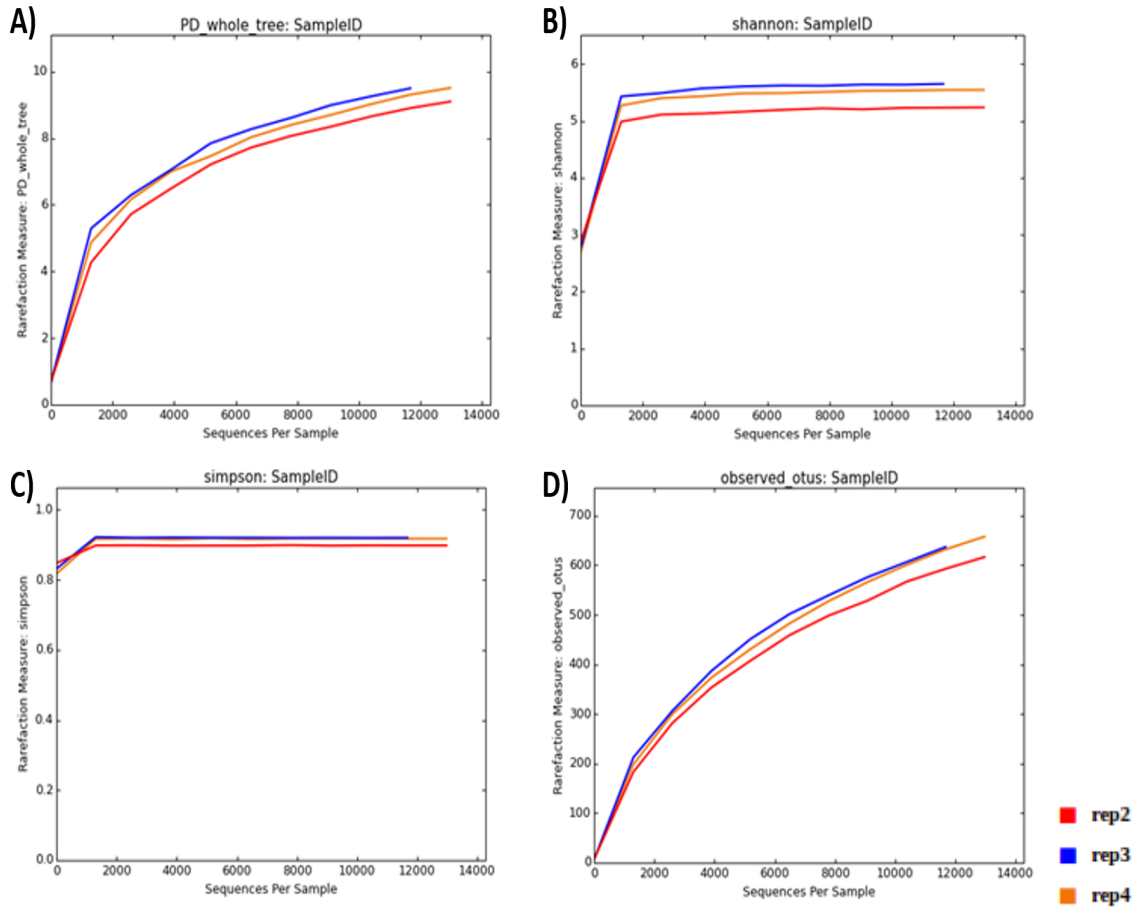 A)
PD_whole_tree: SampleID
Rarefaction Measure: PD_whole_tree
10
8
6
4
2
0
0 2000 4000 6000 8000 10000 12000 14000
Sequences Per Sample
B)
shannon: SampleID
Rarefaction Measure: shannon
6
5
4
3
2
1
0
0 2000 4000 6000 8000 10000 12000 14000
Sequences Per Sample
C)
simpson: SampleID
Rarefaction Measure: simpson
1.0
0.8
0.6
0.4
0.2
0.0
0 2000 4000 6000 8000 10000 12000 14000
Sequences Per Sample
D)
observed_otus: SampleID
Rarefaction Measure: observed_otus
700
600
500
400
300
200
100
0
0 2000 4000 6000 8000 10000 12000 14000
Sequences Per Sample
rep2
rep3
rep4